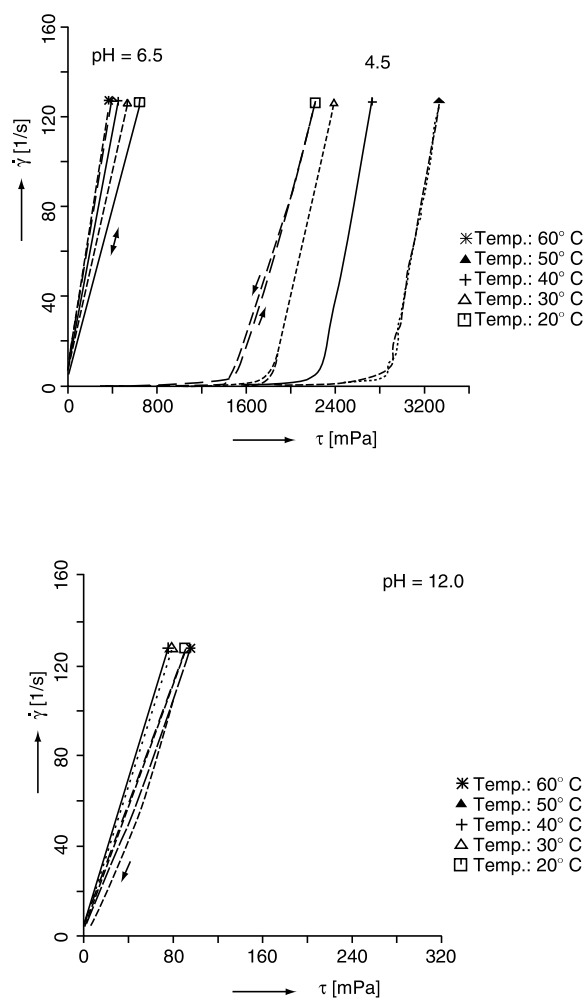 160
pH = 6.5
4.5
120
γ̇ [1/s]
80
Temp.: 60° C
Temp.: 50° C
40
Temp.: 40° C
Temp.: 30° C
Temp.: 20° C
0
0 800 1600 2400 3200
τ [mPa]
160
pH = 12.0
120
γ̇ [1/s]
80
Temp.: 60° C
Temp.: 50° C
40
Temp.: 40° C
Temp.: 30° C
Temp.: 20° C
0
0 80 160 240 320
τ [mPa]